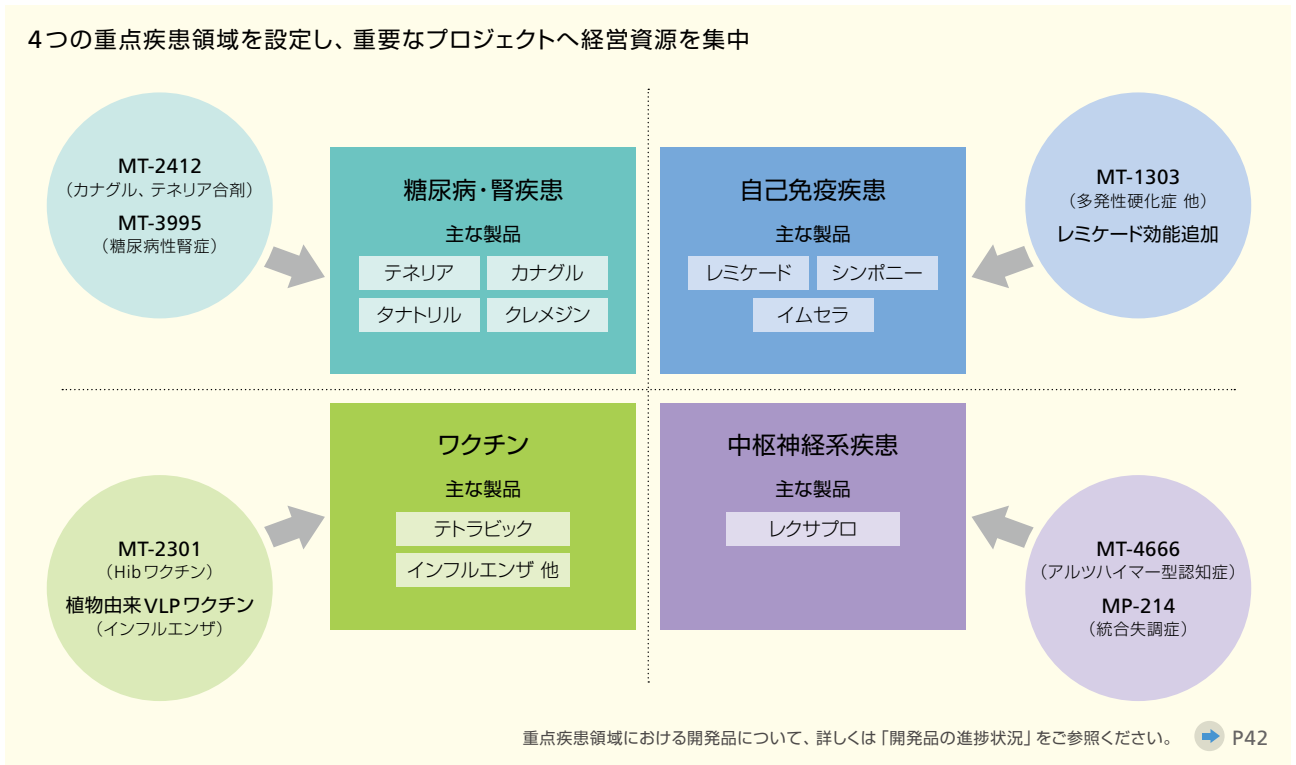 4つの重点疾患領域を設定し、重要なプロジェクトへ経営資源を集中
MT-2412
（カナグル、テネリア合剤）
MT-3995
（糖尿病性腎症）
糖尿病・腎疾患
主な製品
テネリア
カナグル
タナトリル
クレメジン
自己免疫疾患
主な製品
レミケード
シンポニー
イムセラ
MT-1303
（多発性硬化症 他）
レミケード効能追加
MT-2301
（Hibワクチン）
植物由来VLPワクチン
（インフルエンザ）
ワクチン
主な製品
テトラビック
インフルエンザ 他
中枢神経系疾患
主な製品
レクサプロ
MT-4666
（アルツハイマー型認知症）
MP-214
（統合失調症）
重点疾患領域における開発品について、詳しくは「開発品の進捗状況」をご参照ください。 P42